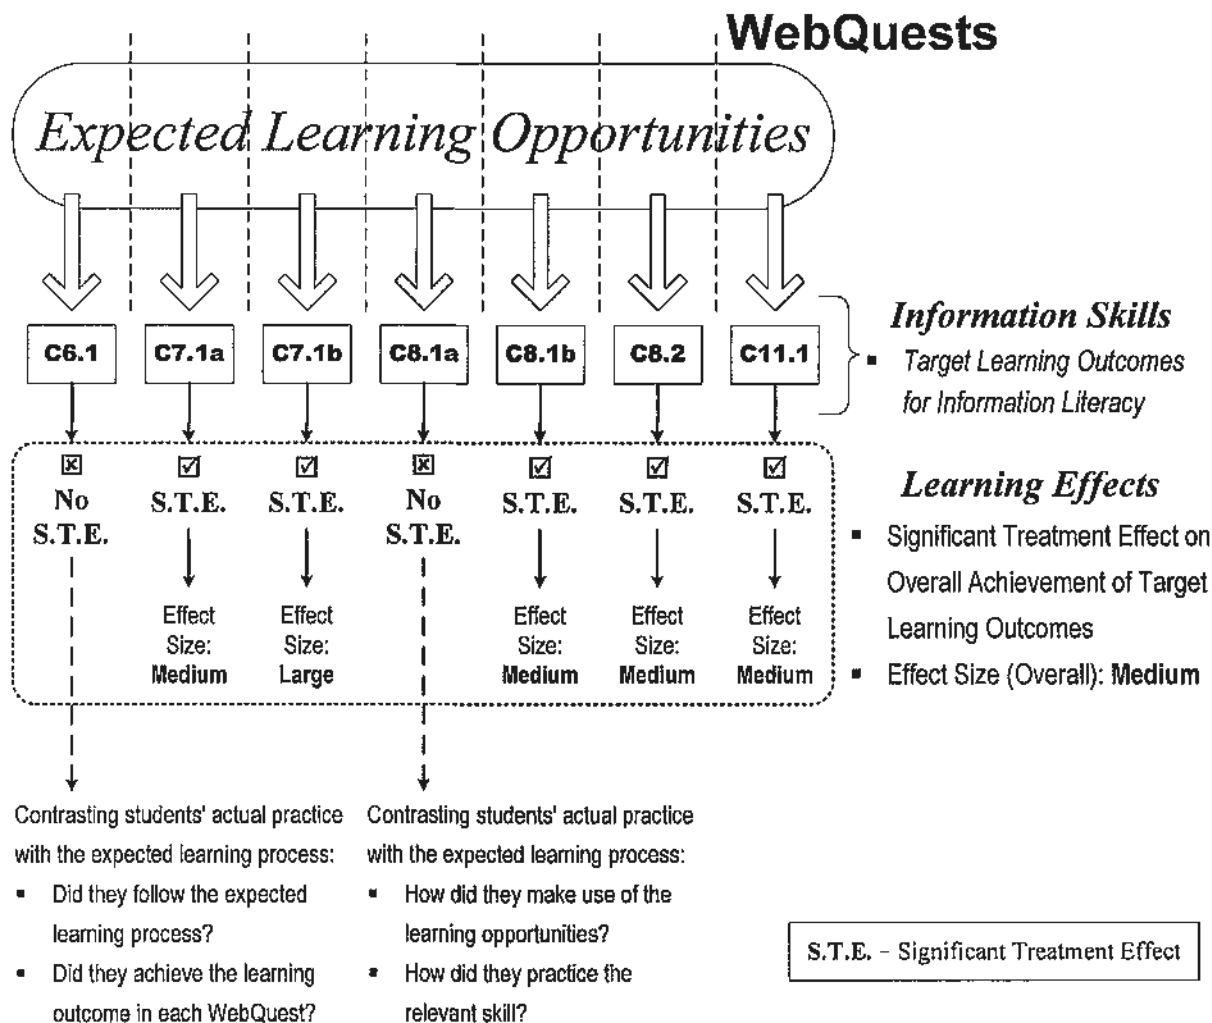 WebQuests
Expected Learning Opportunities
C6.1 C7.1a C7.1b C8.1a C8.1b C8.2 C11.1
Information Skills
▪ Target Learning Outcomes
for Information Literacy
No
S.T.E.
S.T.E.
Effect
Size:
Medium
S.T.E.
Effect
Size:
Large
No
S.T.E.
S.T.E.
Effect
Size:
Medium
S.T.E.
Effect
Size:
Medium
S.T.E.
Effect
Size:
Medium
Learning Effects
▪ Significant Treatment Effect on
Overall Achievement of Target
Learning Outcomes
▪ Effect Size (Overall): Medium
Contrasting students' actual practice
with the expected learning process:
▪ Did they follow the expected
learning process?
▪ Did they achieve the learning
outcome in each WebQuest?
Contrasting students' actual practice
with the expected learning process:
▪ How did they make use of the
learning opportunities?
▪ How did they practice the
relevant skill?
S.T.E. – Significant Treatment Effect